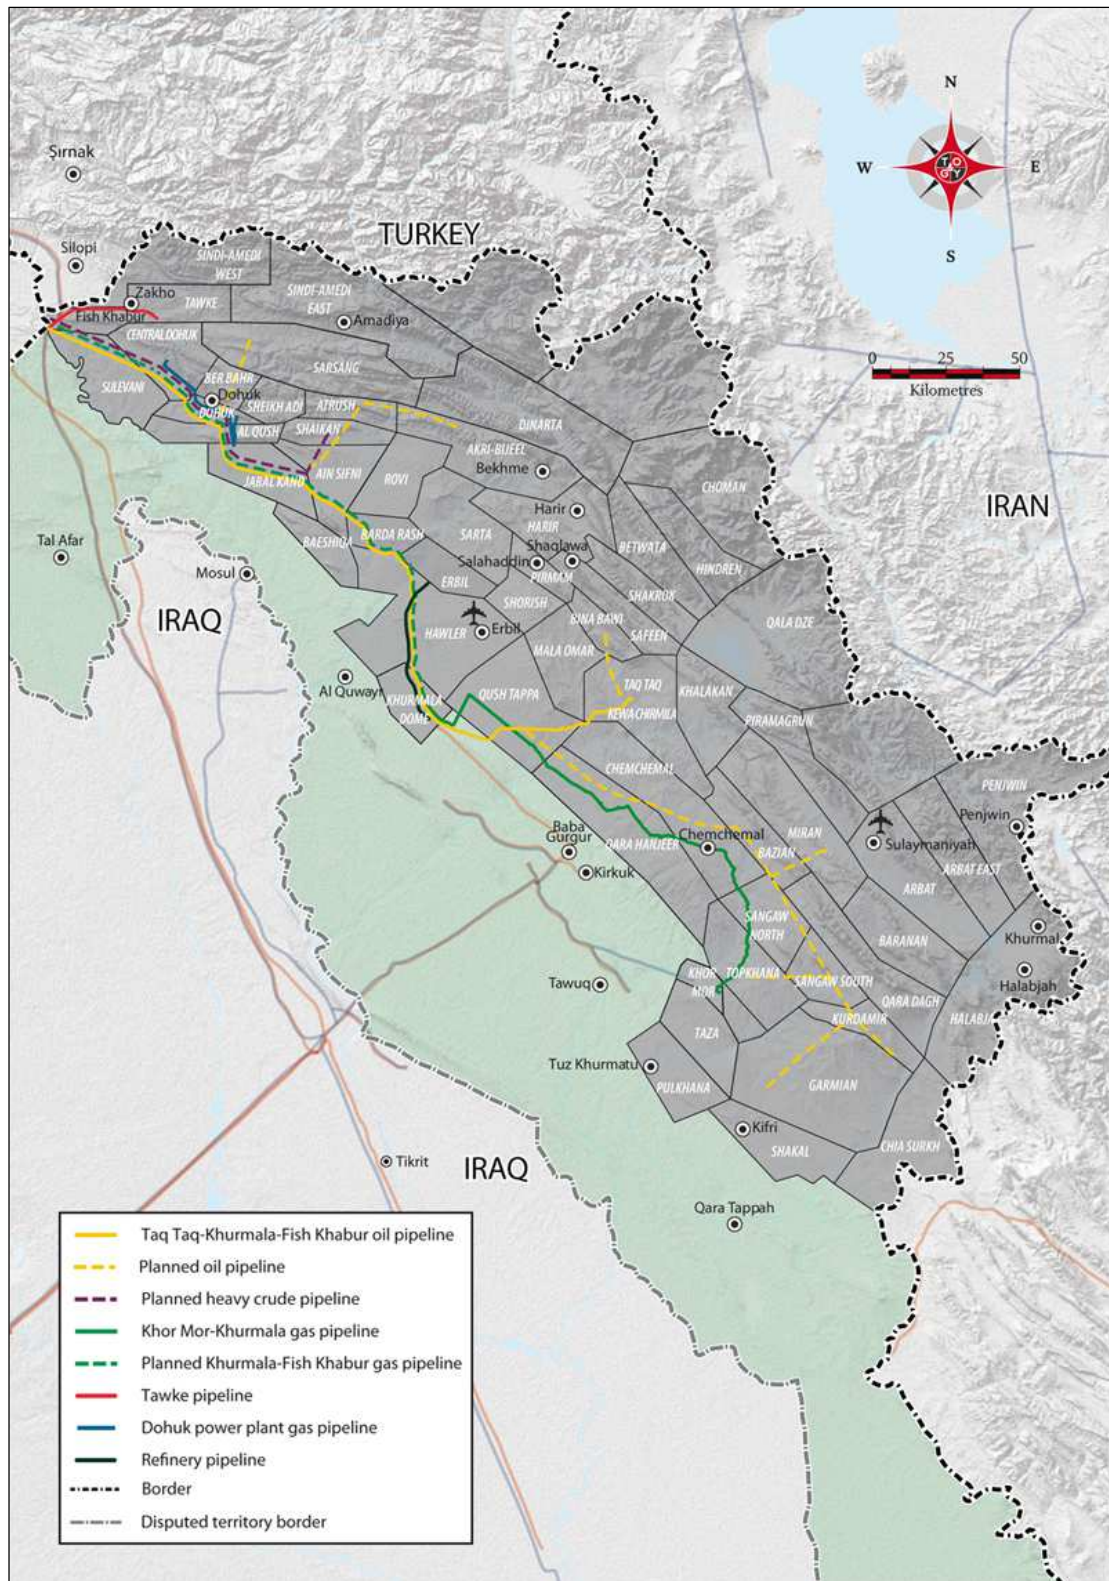 N
W
E
S
T O
G Y
Şırnak
TURKEY
Silopi
SINDI-AMEDI
WEST
SINDI-AMEDI
EAST
Zakho
TAWKE
Fish Khabur
Amadiya
CENTRAL DOHUK
0 25 50
Kilometres
SARSANG
BER BAHR
SULEVANI
Dohuk
DOHUK
SHEIKH ADI
ATRUSH
DINARTA
AL QUSH
SHAIKAN
AKRI-BIJEEL
Bekhme
JABAL KAND
AIN SIFNI
ROVI
CHOMAN
IRAN
Harir
HARIR
BAESHIQA
BARDA RASH
SARTA
BETWATA
Tal Afar
Mosul
Shaqlawa
Salahaddin
PIRMAM
HINDREN
ERBIL
SHORISH
SHAKROK
IRAQ
BINA BAWI
QALA DZE
HAWLER
Erbil
SAFEEN
MALA OMAR
Al Quwayr
KHURMALA
DOME
QUSH TAPPA
TAQ TAQ
KHALAKAN
KEWA CHIRMILA
PIRAMAGRUN
CHEMCHEMAL
PENJWIN
Penjwin
Baba
Gurgur
QARA HANJEER
Chemchemal
MIRAN
BAZIAN
Sulaymaniyah
Kirkuk
ARBAT EAST
ARBAT
SANGAW
NORTH
BARANAN
Khurmal
KHOR
MOR
TOPKHANA
SANGAW SOUTH
Halabjah
Tawuq
QARA DAGH
HALABJA
KURDAMIR
TAZA
Tuz Khurmatu
PULKHANA
GARMIAN
Kifri
SHAKAL
CHIA SURKH
Tikrit
IRAQ
Qara Tappah
Taq Taq-Khurmala-Fish Khabur oil pipeline
Planned oil pipeline
Planned heavy crude pipeline
Khor Mor-Khurmala gas pipeline
Planned Khurmala-Fish Khabur gas pipeline
Tawke pipeline
Dohuk power plant gas pipeline
Refinery pipeline
Border
Disputed territory border